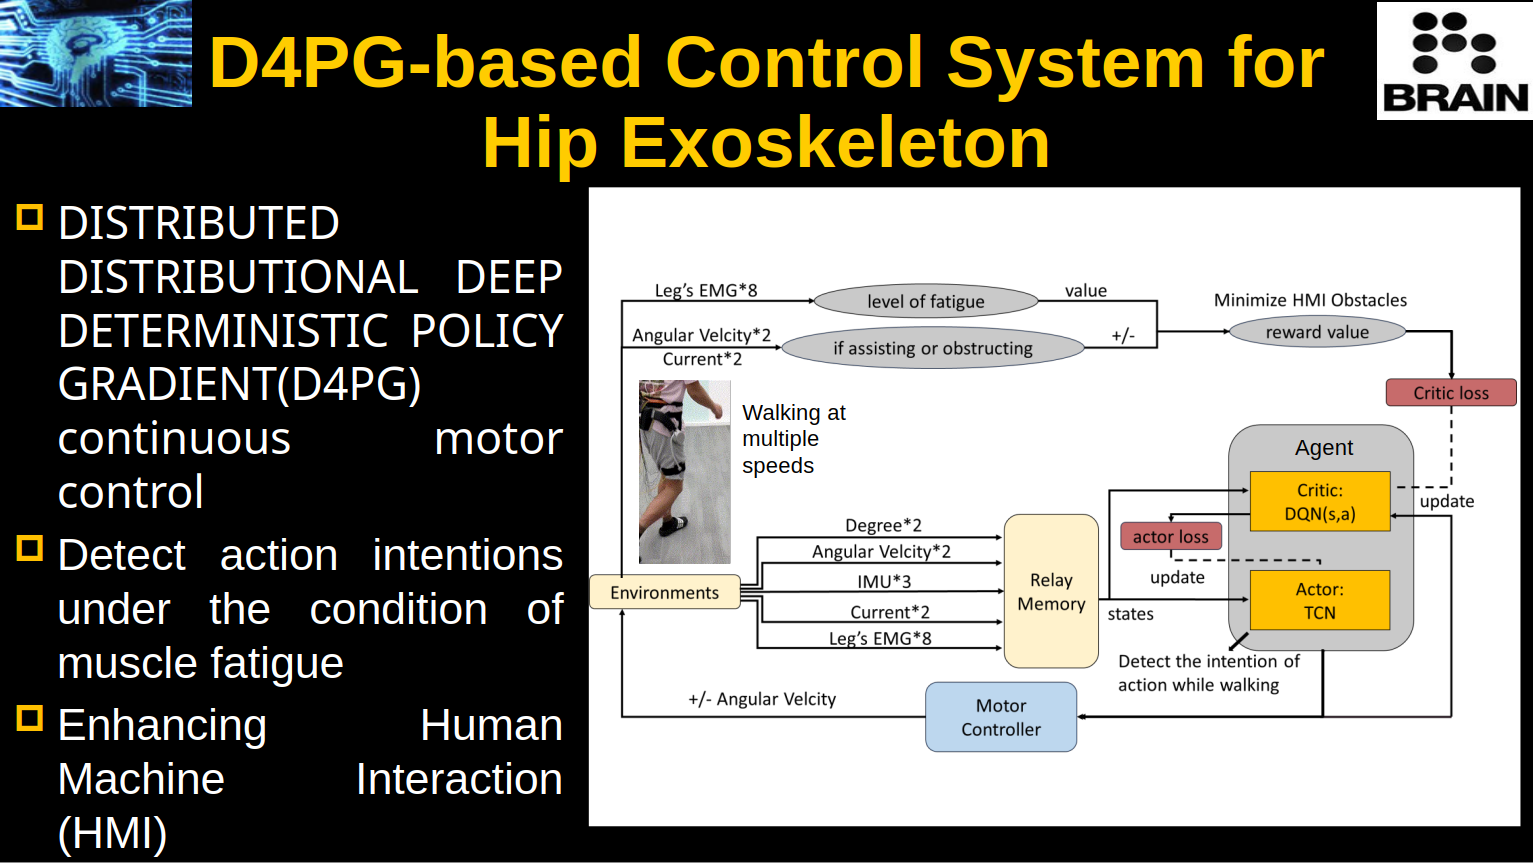 D4PG-based Control System for
Hip Exoskeleton
BRAIN
DISTRIBUTED
DISTRIBUTIONAL DEEP
DETERMINISTIC POLICY
GRADIENT(D4PG)
continuous motor
control
Detect action intentions
under the condition of
muscle fatigue
Enhancing Human
Machine Interaction
(HMI)
Leg's EMG*8
level of fatigue
value
Minimize HMI Obstacles
Angular Velcity*2
Current*2
if assisting or obstructing
+/-
reward value
Critic loss
Walking at
multiple
speeds
Agent
Critic:
DQN(s,a)
update
actor loss
update
Actor:
TCN
Degree*2
Angular Velcity*2
IMU*3
Current*2
Leg's EMG*8
Environments
Relay
Memory
states
Detect the intention of
action while walking
+/- Angular Velcity
Motor
Controller